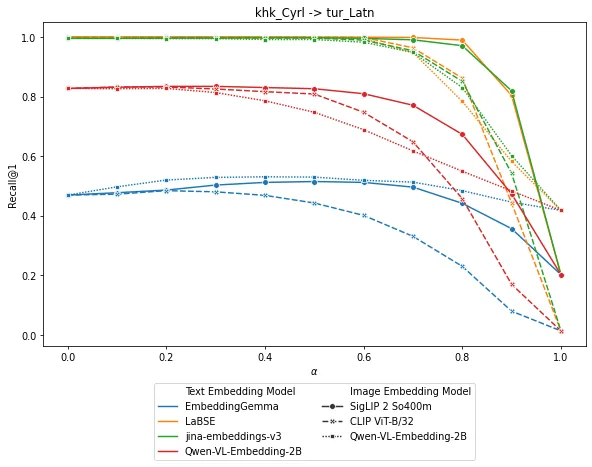 khk_Cyrl -> tur_Latn
Recall@1
1.0
0.8
0.6
0.4
0.2
0.0
0.0 0.2 0.4 0.6 0.8 1.0
α
Text Embedding Model Image Embedding Model
EmbeddingGemma SigLIP 2 So400m
LaBSE CLIP ViT-B/32
jina-embeddings-v3 Qwen-VL-Embedding-2B
Qwen-VL-Embedding-2B